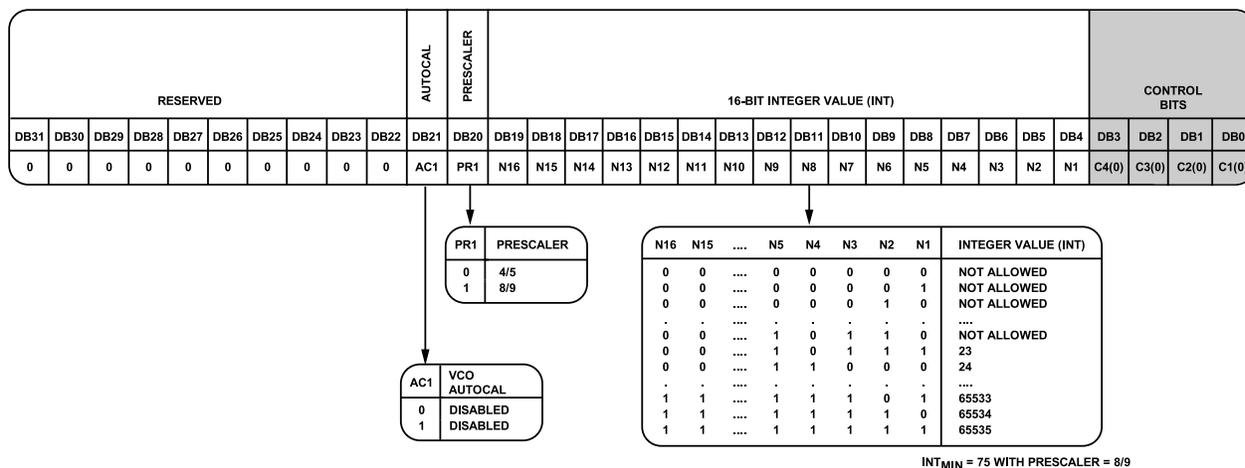 RESERVED
AUTOCAL
PRESCALER
16-BIT INTEGER VALUE (INT)
CONTROL
BITS
DB31 DB30 DB29 DB28 DB27 DB26 DB25 DB24 DB23 DB22 DB21 DB20 DB19 DB18 DB17 DB16 DB15 DB14 DB13 DB12 DB11 DB10 DB9 DB8 DB7 DB6 DB5 DB4 DB3 DB2 DB1 DB0
0 0 0 0 0 0 0 0 0 0 AC1 PR1 N16 N15 N14 N13 N12 N11 N10 N9 N8 N7 N6 N5 N4 N3 N2 N1 C4(0) C3(0) C2(0) C1(0)
PR1 PRESCALER
0 4/5
1 8/9
AC1 VCO
AUTOCAL
0 DISABLED
1 DISABLED
N16 N15 .... N5 N4 N3 N2 N1 INTEGER VALUE (INT)
0 0 .... 0 0 0 0 0 NOT ALLOWED
0 0 .... 0 0 0 0 1 NOT ALLOWED
0 0 .... 0 0 0 1 0 NOT ALLOWED
. . .... . . . . . ....
0 0 .... 1 0 1 1 0 NOT ALLOWED
0 0 .... 1 0 1 1 1 23
0 0 .... 1 1 0 0 0 24
. . .... . . . . . ....
1 1 .... 1 1 1 0 1 65533
1 1 .... 1 1 1 1 0 65534
1 1 .... 1 1 1 1 1 65535
INTMIN = 75 WITH PRESCALER = 8/9